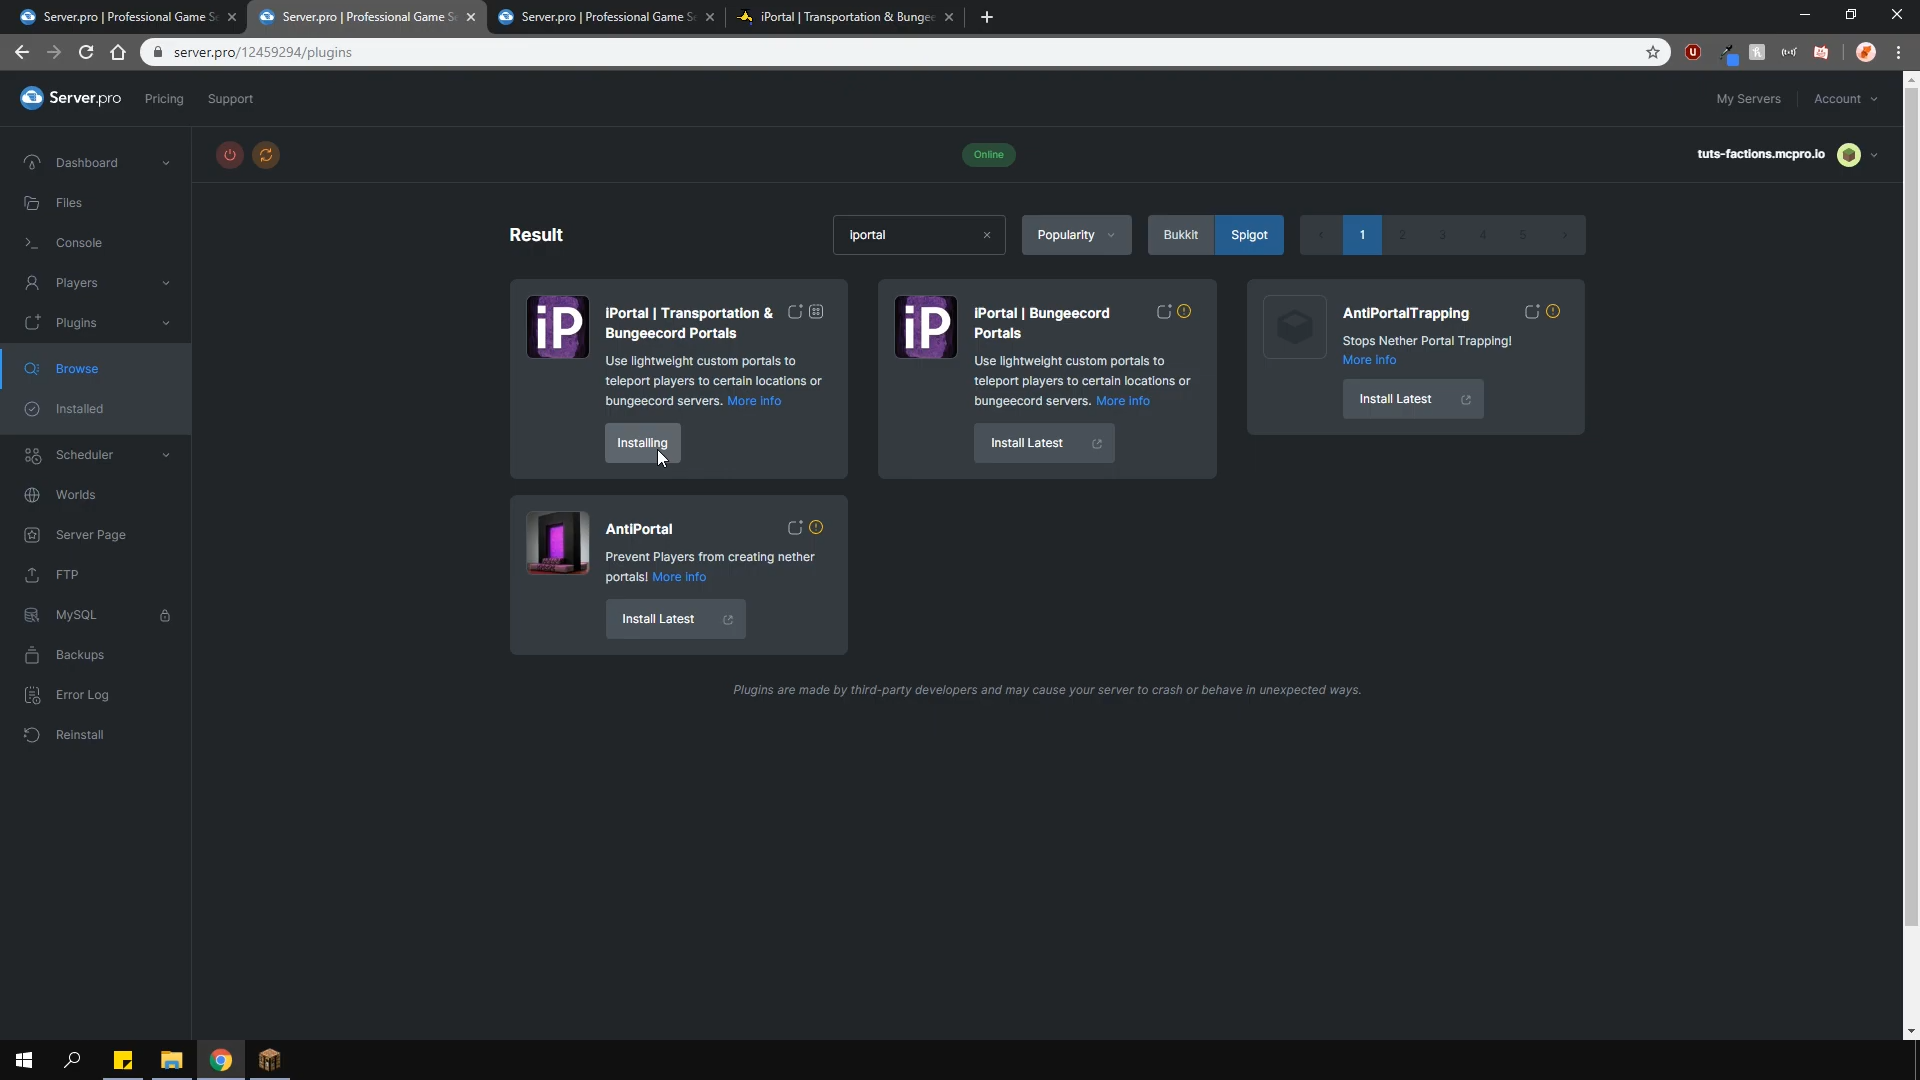 Server.pro | Professional Game Se
Server.pro | Professional Game Se
Server.pro | Professional Game Se
iPortal | Transportation & Bungee
server.pro/12459294/plugins
Server.pro
Pricing
Support
My Servers
Account
Dashboard
Online
tuts-factions.mcpro.io
Files
Console
Players
Plugins
Browse
Installed
Scheduler
Worlds
Server Page
FTP
MySQL
Backups
Error Log
Reinstall
Result
iportal
Popularity
Bukkit
Spigot
1
2
3
4
5
iP
iPortal | Transportation &
Bungeecord Portals
Use lightweight custom portals to
teleport players to certain locations or
bungeecord servers. More info
Installing
iP
iPortal | Bungeecord
Portals
Use lightweight custom portals to
teleport players to certain locations or
bungeecord servers. More info
Install Latest
AntiPortalTrapping
Stops Nether Portal Trapping!
More info
Install Latest
AntiPortal
Prevent Players from creating nether
portals! More info
Install Latest
Plugins are made by third-party developers and may cause your server to crash or behave in unexpected ways.